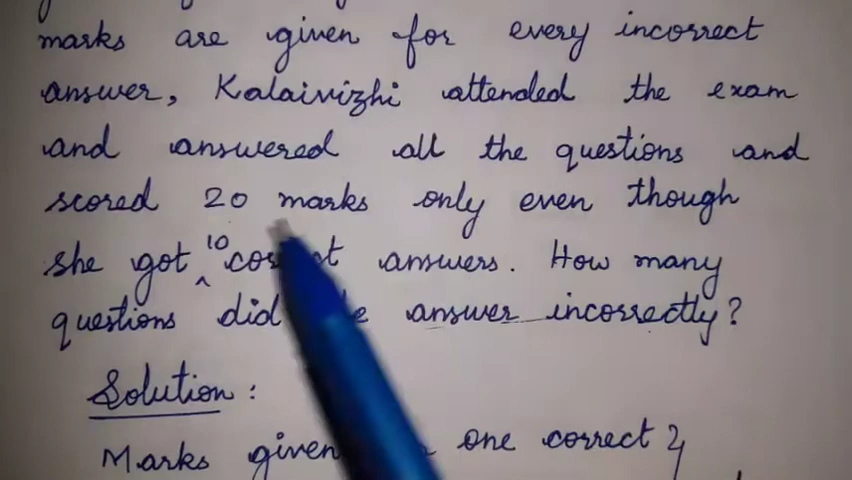 marks are given for every incorrect
answer, Kalaivizhi attended the exam
and answered all the questions and
scored 20 marks only even though
she got 10 correct answers. How many
questions did answer incorrectly?
Solution:
Marks given one correct